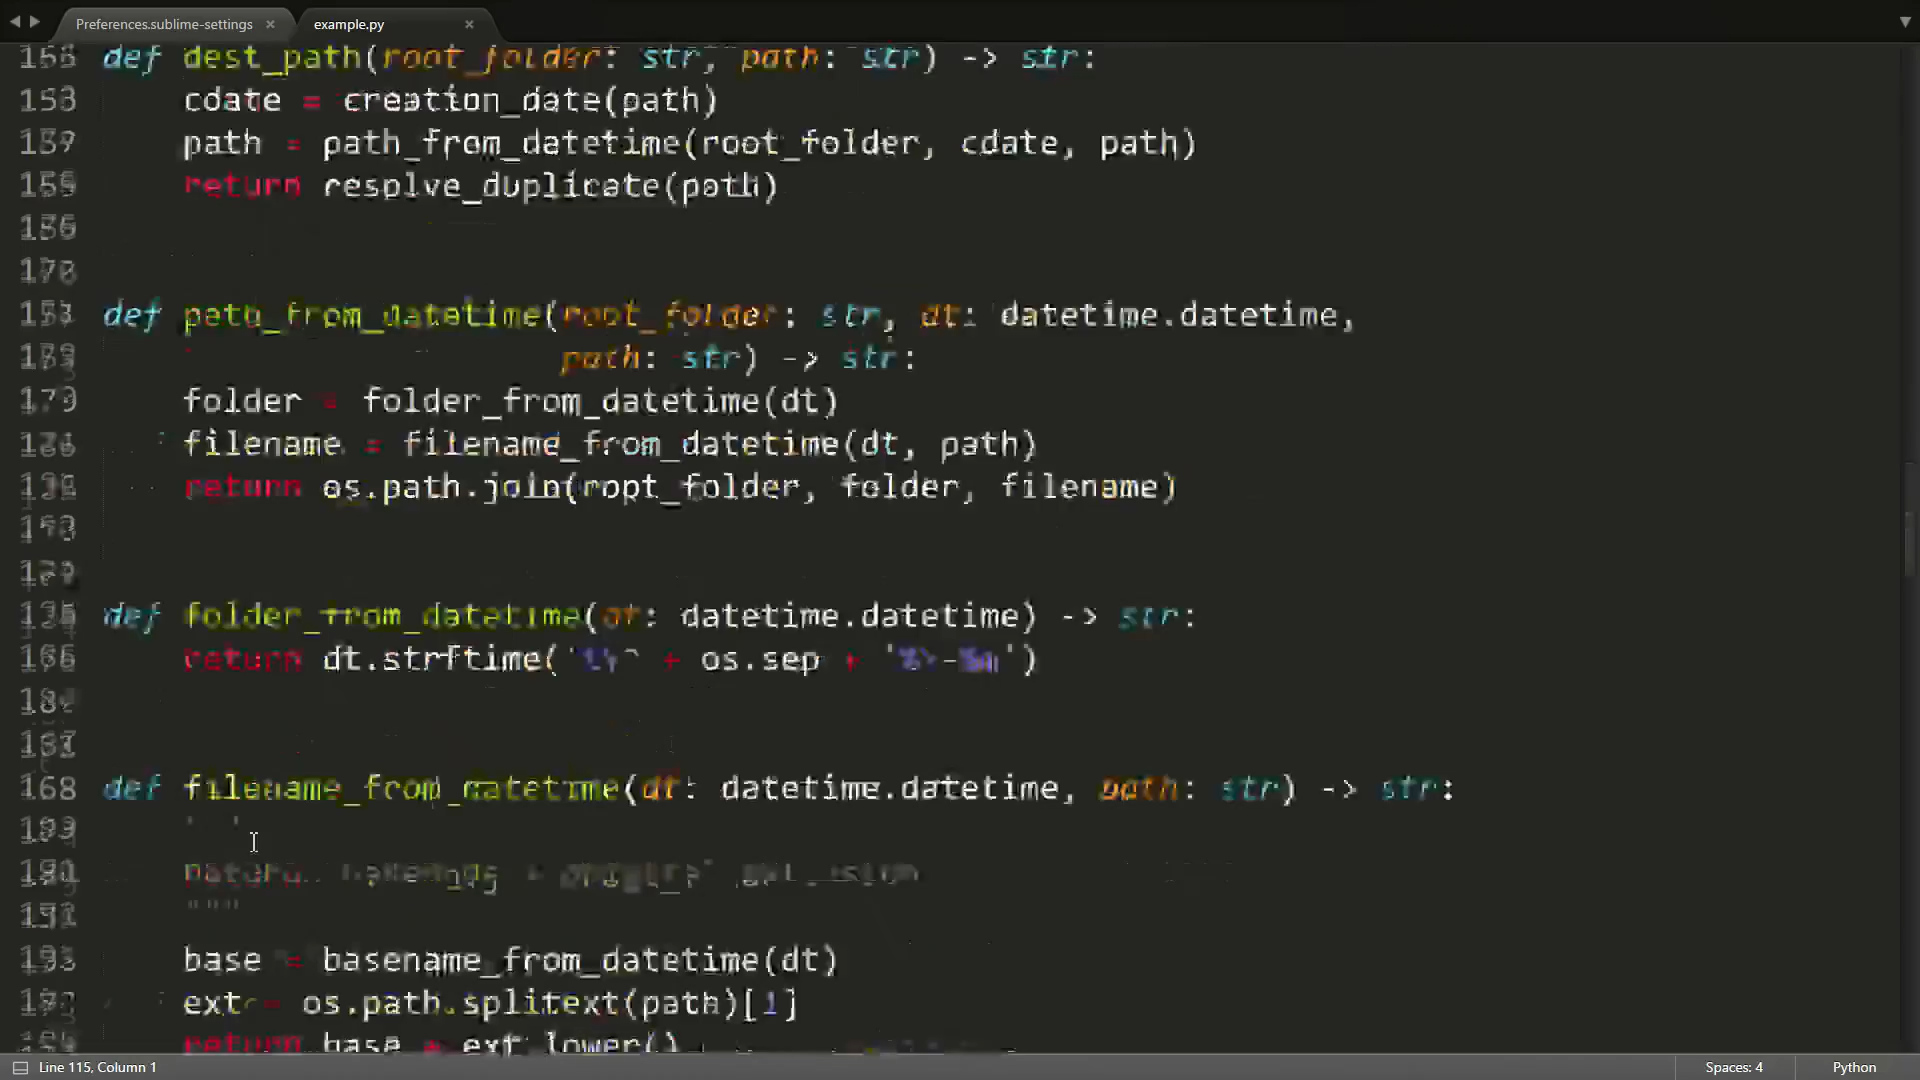 Preferences.sublime-settings × example.py ×
def dest_path(root_folder: str, path: str) -> str:
cdate = creation_date(path)
path = path_from_datetime(root_folder, cdate, path)
return resolve_duplicate(path)
def path_from_datetime(root_folder: str, dt: datetime.datetime,
path: str) -> str:
folder = folder_from_datetime(dt)
filename = filename_from_datetime(dt, path)
return os.path.join(root_folder, folder, filename)
def folder_from_datetime(dt: datetime.datetime) -> str:
return dt.strftime( + os.sep +
168 def filename_from_datetime(dt: datetime.datetime, path: str) -> str:
"""
base = basename_from_datetime(dt)
ext = os.path.splitext(path)[1]
return base + ext.lower()
Line 115, Column 1 Spaces: 4 Python